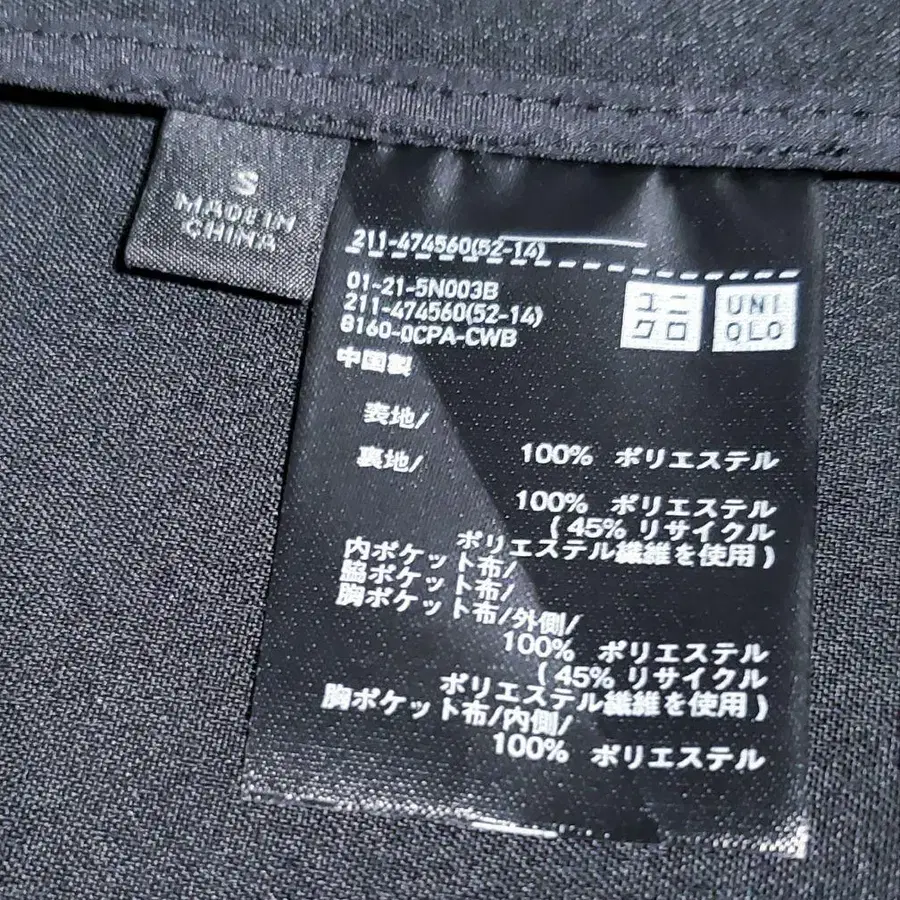 S
MADE IN
CHINA
211-474560(52-14)
01-21-5N003B
211-474560(52-14)
8160-0CPA-CWB
中国製
ユニ
クロ
UNI
QLO
表地/
100% ポリエステル
裏地/
100% ポリエステル
(45% リサイクル
ポリエステル繊維を使用)
内ポケット布/
脇ポケット布/
胸ポケット布/外側/
100% ポリエステル
(45% リサイクル
ポリエステル繊維を使用)
胸ポケット布/内側/
100% ポリエステル